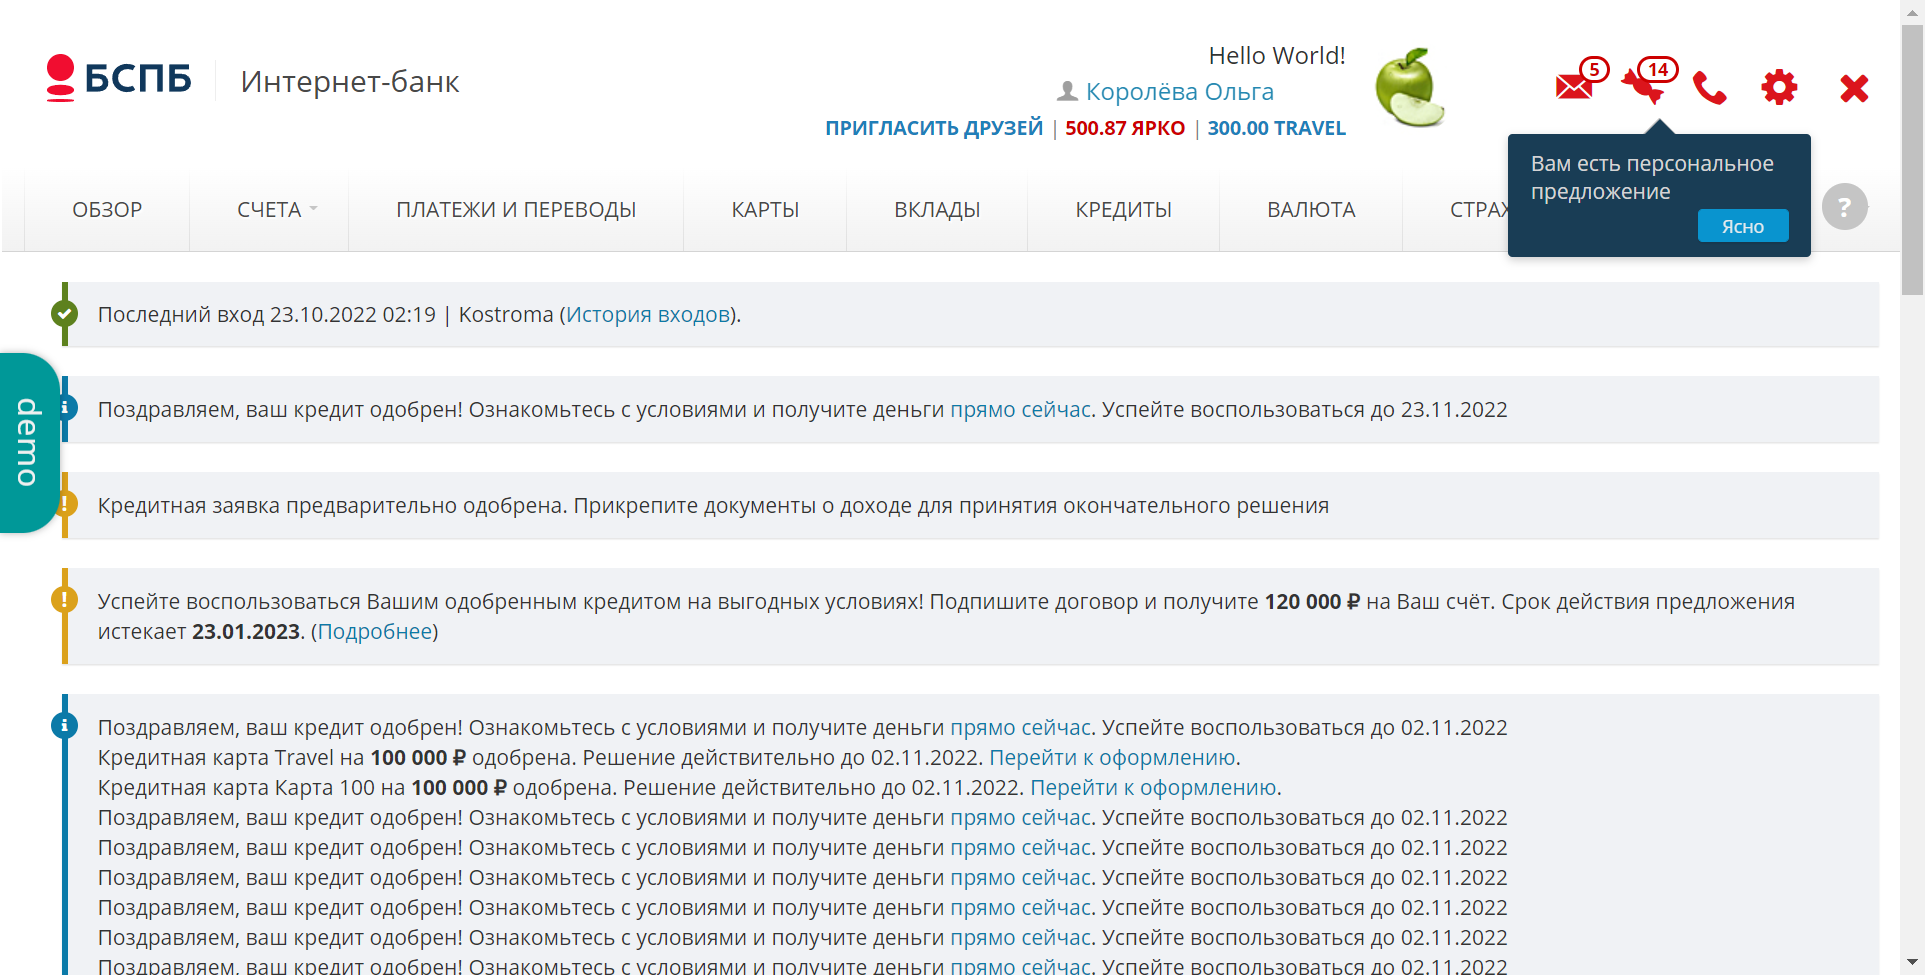 БСПБ
Интернет-банк
Hello World!
Королёва Ольга
ПРИГЛАСИТЬ ДРУЗЕЙ | 500.87 ЯРКО | 300.00 TRAVEL
5
14
Вам есть персональное
предложение
Ясно
ОБЗОР
СЧЕТА
ПЛАТЕЖИ И ПЕРЕВОДЫ
КАРТЫ
ВКЛАДЫ
КРЕДИТЫ
ВАЛЮТА
СТРАХ
?
demo
Последний вход 23.10.2022 02:19 | Kostroma (История входов).
Поздравляем, ваш кредит одобрен! Ознакомьтесь с условиями и получите деньги прямо сейчас. Успейте воспользоваться до 23.11.2022
Кредитная заявка предварительно одобрена. Прикрепите документы о доходе для принятия окончательного решения
Успейте воспользоваться Вашим одобренным кредитом на выгодных условиях! Подпишите договор и получите 120 000 ₽ на Ваш счёт. Срок действия предложения
истекает 23.01.2023. (Подробнее)
Поздравляем, ваш кредит одобрен! Ознакомьтесь с условиями и получите деньги прямо сейчас. Успейте воспользоваться до 02.11.2022
Кредитная карта Travel на 100 000 ₽ одобрена. Решение действительно до 02.11.2022. Перейти к оформлению.
Кредитная карта Карта 100 на 100 000 ₽ одобрена. Решение действительно до 02.11.2022. Перейти к оформлению.
Поздравляем, ваш кредит одобрен! Ознакомьтесь с условиями и получите деньги прямо сейчас. Успейте воспользоваться до 02.11.2022
Поздравляем, ваш кредит одобрен! Ознакомьтесь с условиями и получите деньги прямо сейчас. Успейте воспользоваться до 02.11.2022
Поздравляем, ваш кредит одобрен! Ознакомьтесь с условиями и получите деньги прямо сейчас. Успейте воспользоваться до 02.11.2022
Поздравляем, ваш кредит одобрен! Ознакомьтесь с условиями и получите деньги прямо сейчас. Успейте воспользоваться до 02.11.2022
Поздравляем, ваш кредит одобрен! Ознакомьтесь с условиями и получите деньги прямо сейчас. Успейте воспользоваться до 02.11.2022
Поздравляем, ваш кредит одобрен! Ознакомьтесь с условиями и получите деньги прямо сейчас. Успейте воспользоваться до 02.11.2022